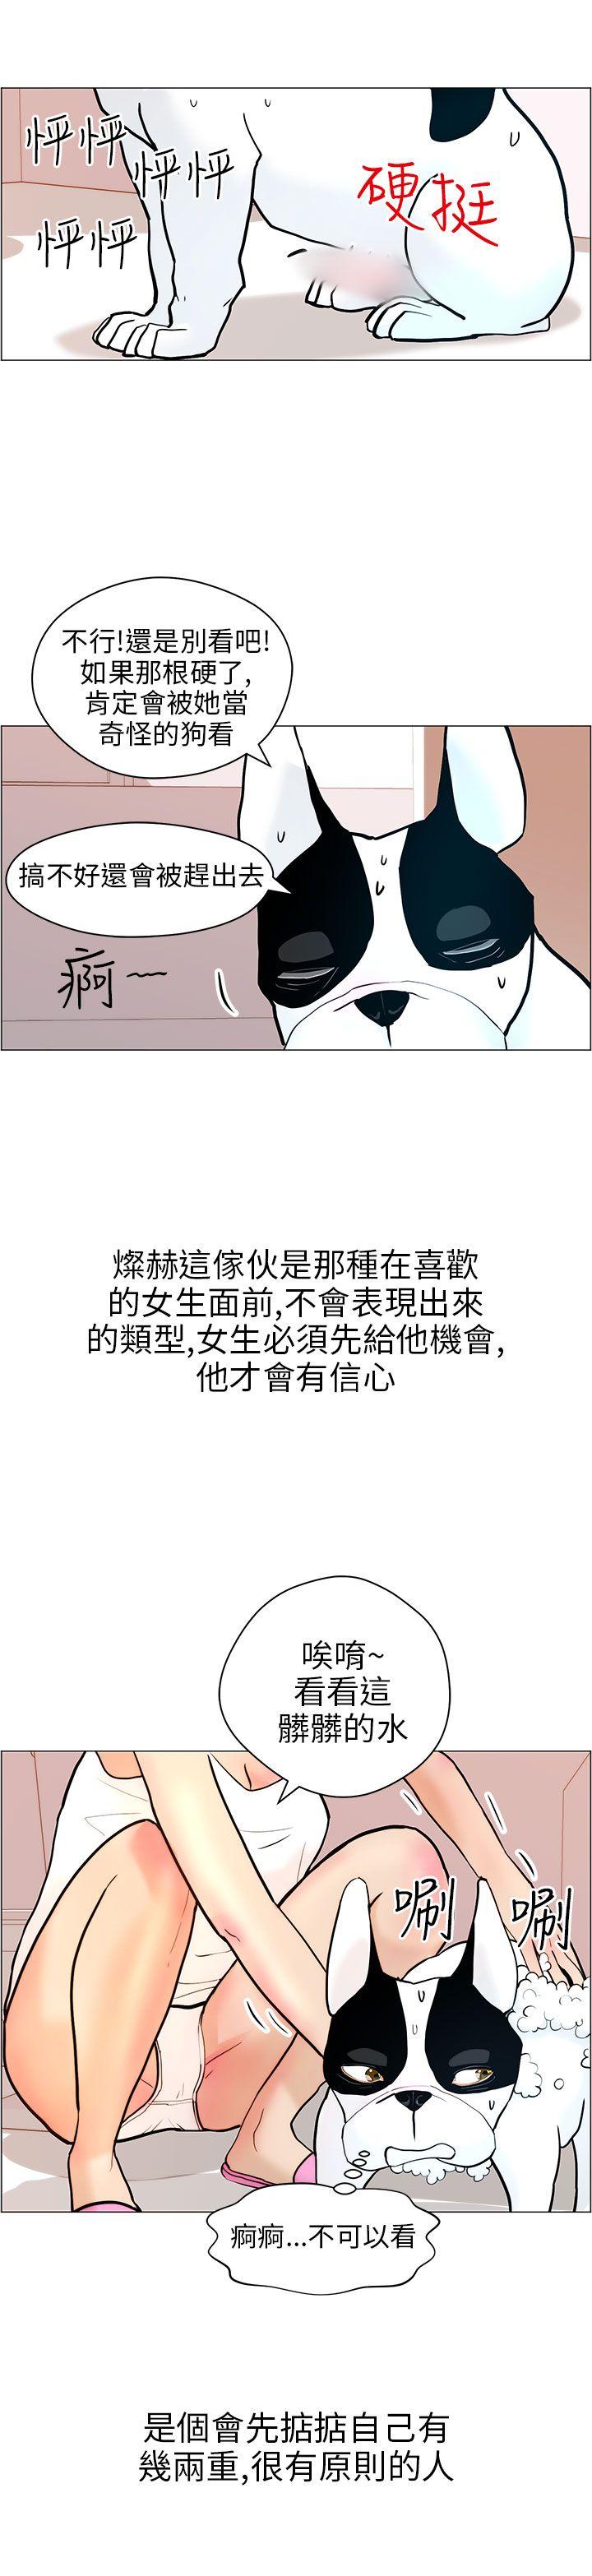 怦怦
怦怦
怦怦
硬挺
不行!還是別看吧!
如果那根硬了,
肯定會被她當
奇怪的狗看
搞不好還會被趕出去
痾~
燦赫這傢伙是那種在喜歡
的女生面前,不會表現出來
的類型,女生必須先給他機會,
他才會有信心
唉唷~
看看這
髒髒的水
唰
唰
痾痾...不可以看
是個會先掂掂自己有
幾兩重,很有原則的人